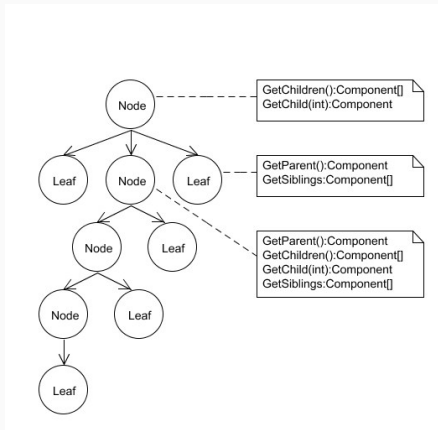 GetChildren():Component[]
GetChild(int):Component
Node
GetParent():Component
GetSiblings:Component[]
Leaf
Node
Leaf
GetParent():Component
GetChildren():Component[]
GetChild(int):Component
GetSiblings:Component[]
Node
Leaf
Node
Leaf
Leaf